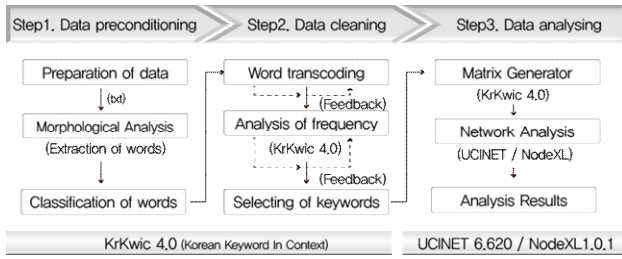 Step1. Data preconditioning
Step2. Data cleaning
Step3. Data analysing
Preparation of data
(txt)
Morphological Analysis
(Extraction of words)
Classification of words
Word transcoding
(Feedback)
Analysis of frequency
(KrKwic 4.0)
(Feedback)
Selecting of keywords
Matrix Generator
(KrKwic 4.0)
Network Analysis
(UCINET / NodeXL)
Analysis Results
KrKwic 4.0 (Korean Keyword In Context)
UCINET 6.620 / NodeXL1.0.1